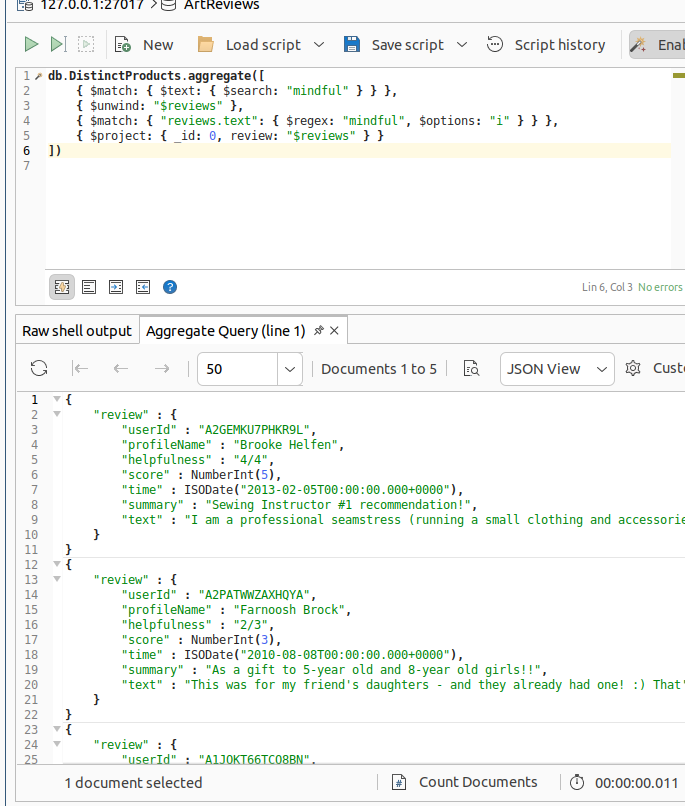 127.0.0.1:27017 ArtReviews
New Load script Save script Script history Enal
1 db.DistinctProducts.aggregate([
2 { $match: { $text: { $search: "mindful" } } },
3 { $unwind: "$reviews" },
4 { $match: { "reviews.text": { $regex: "mindful", $options: "i" } } },
5 { $project: { _id: 0, review: "$reviews" } }
6 ])
7
Lin 6, Col 3 No errors
Raw shell output Aggregate Query (line 1)
50 Documents 1 to 5 JSON View Custo
1 {
2 "review" : {
3 "userId" : "A2GEMKU7PHKR9L",
4 "profileName" : "Brooke Helfen",
5 "helpfulness" : "4/4",
6 "score" : NumberInt(5),
7 "time" : ISODate("2013-02-05T00:00:00.000+0000"),
8 "summary" : "Sewing Instructor #1 recommendation!",
9 "text" : "I am a professional seamstress (running a small clothing and accessorie
10 }
11 }
12 {
13 "review" : {
14 "userId" : "A2PATWWZAXHQYA",
15 "profileName" : "Farnoosh Brock",
16 "helpfulness" : "2/3",
17 "score" : NumberInt(3),
18 "time" : ISODate("2010-08-08T00:00:00.000+0000"),
19 "summary" : "As a gift to 5-year old and 8-year old girls!!",
20 "text" : "This was for my friend's daughters - and they already had one! :) That'
21 }
22 }
23 {
24 "review" : {
25 "userId" : "A1JOKT66TCO8BN",
1 document selected Count Documents 00:00:00.011